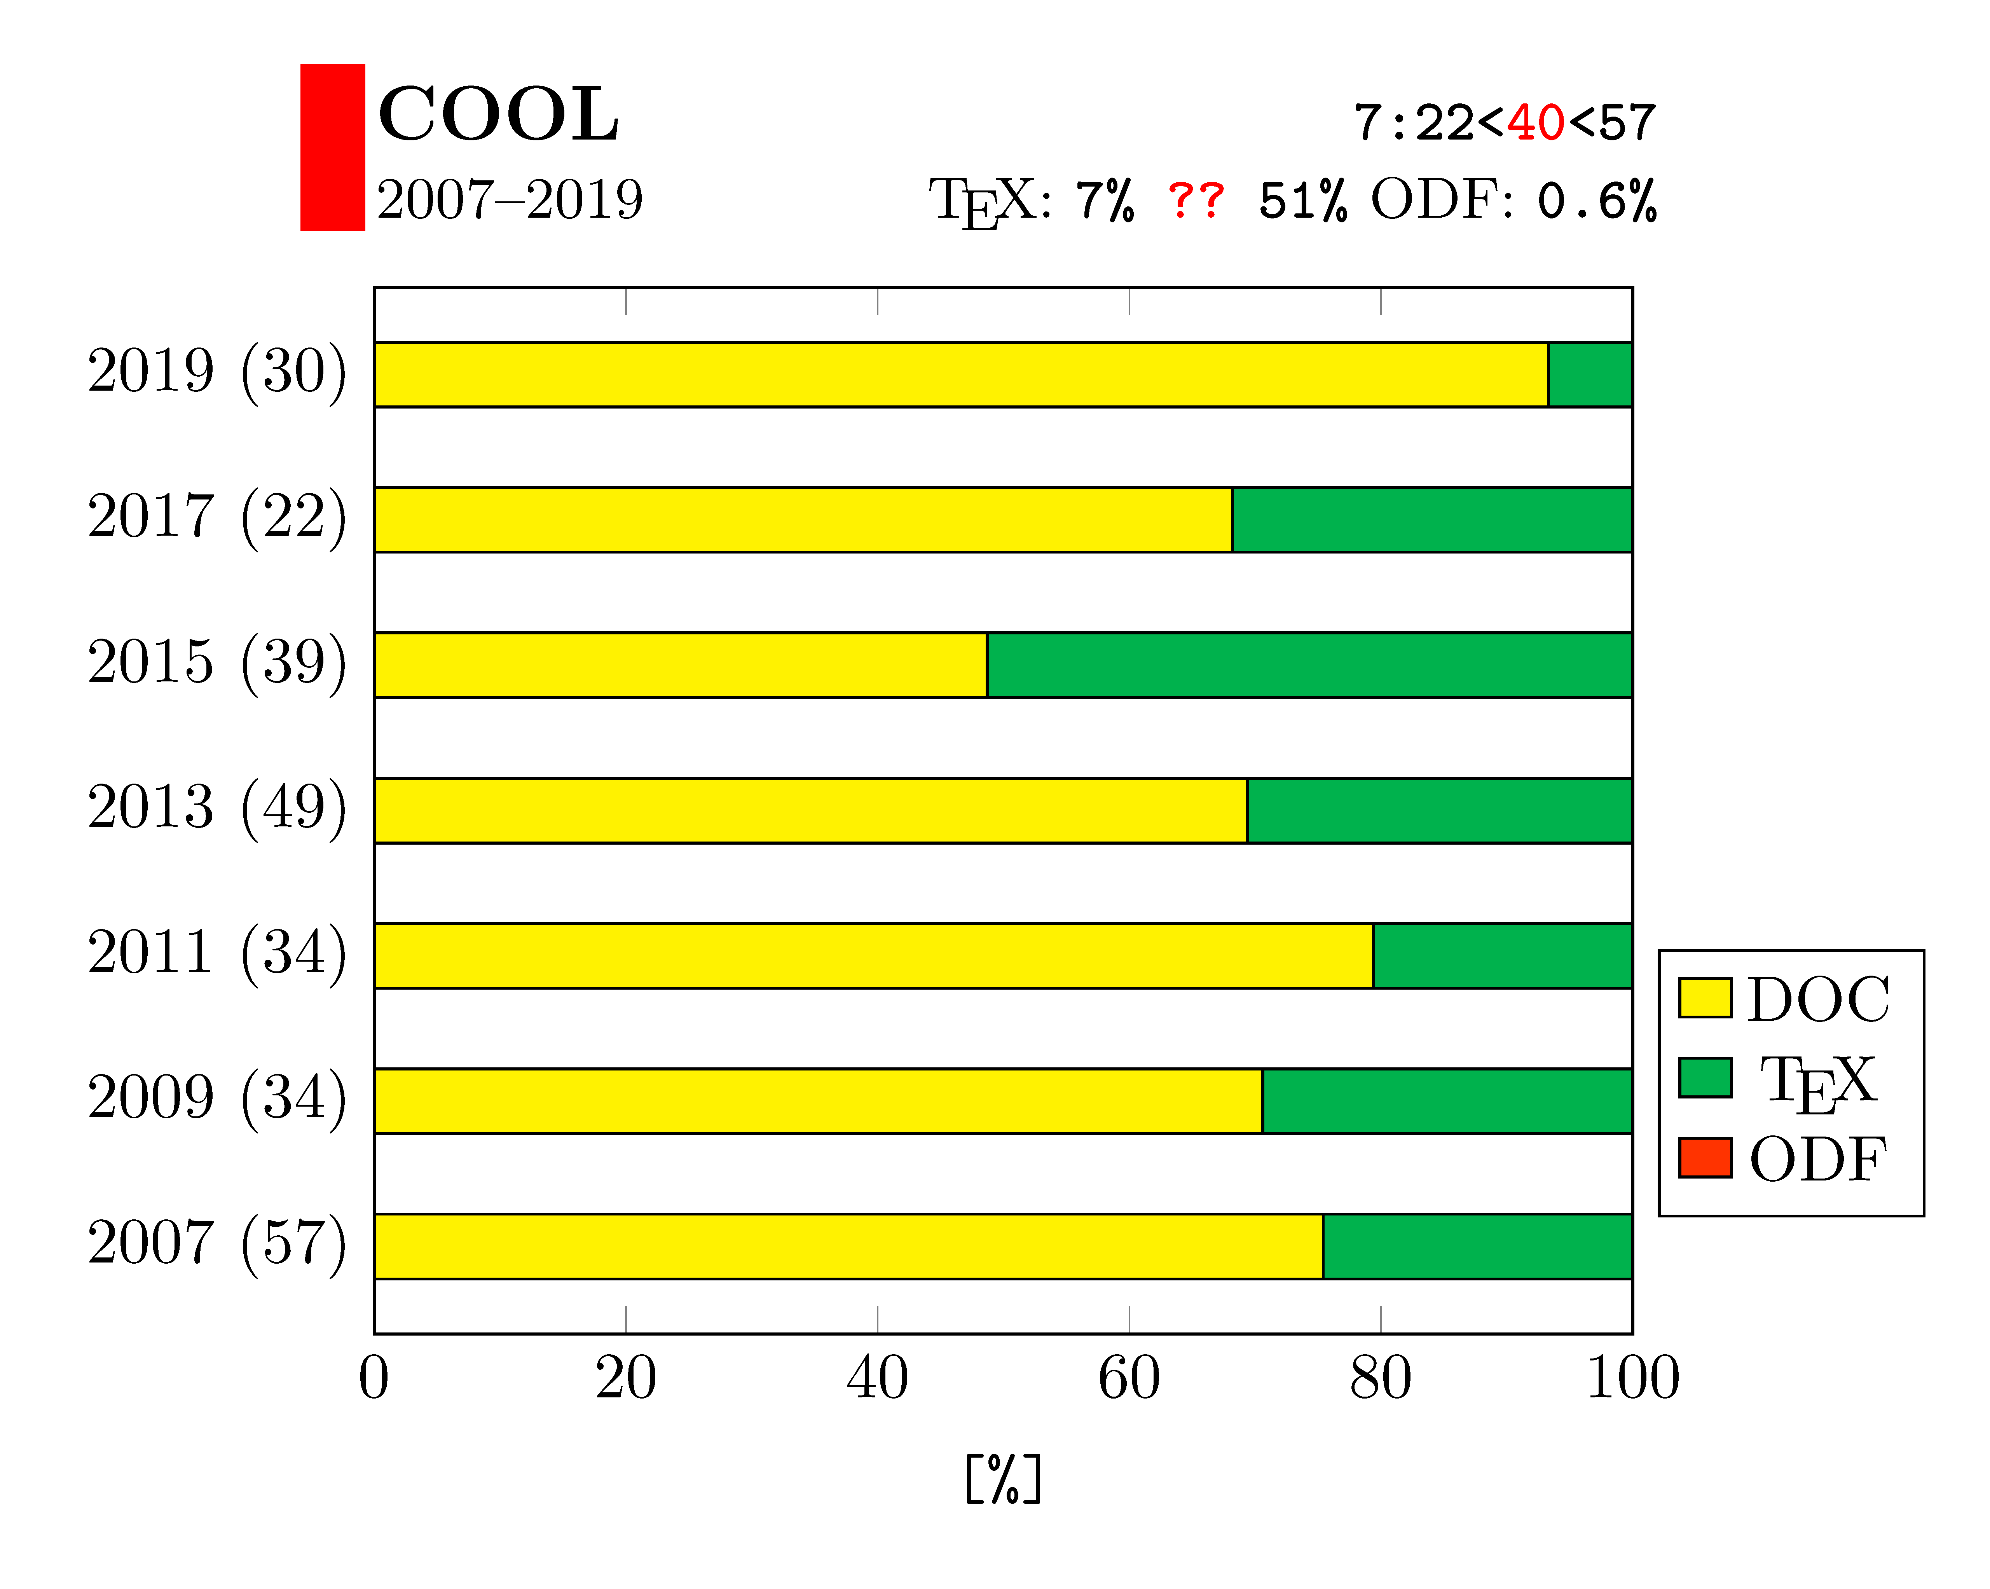 COOL
7:22<40<57
2007–2019
TEX: 7% ?? 51% ODF: 0.6%
2019 (30)
2017 (22)
2015 (39)
2013 (49)
2011 (34)
2009 (34)
2007 (57)
DOC
TEX
ODF
0 20 40 60 80 100
[%]